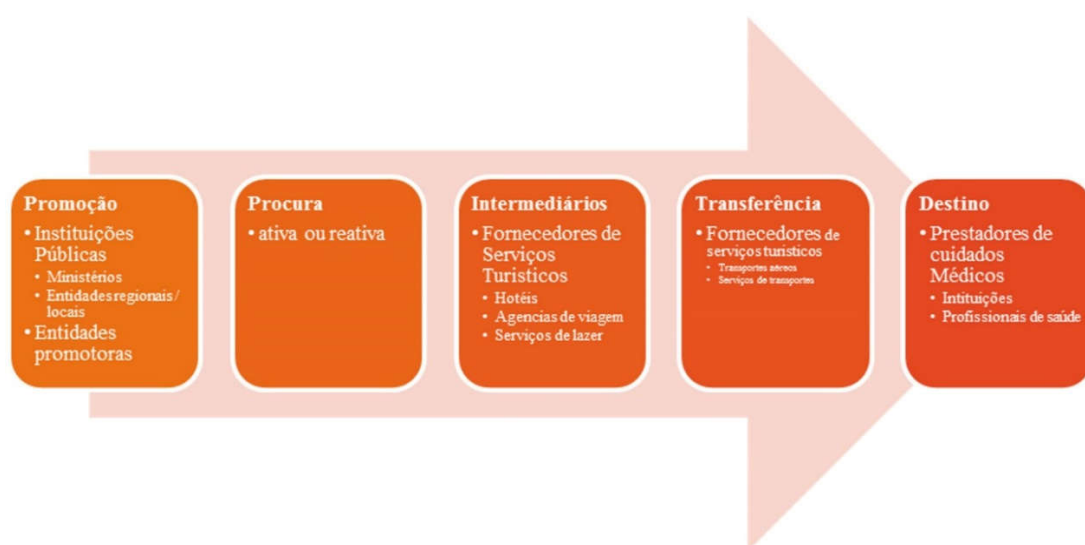 Promoção
• Instituições
Públicas
• Ministérios
• Entidades regionais /
locais
• Entidades
promotoras
Procura
• ativa ou reativa
Intermediários
• Fornecedores de
Serviços
Turisticos
• Hotéis
• Agencias de viagem
• Serviços de lazer
Transferência
• Fornecedores de
serviços turisticos
• Transportes aéreos
• Serviços de transportes
Destino
• Prestadores de
cuidados
Médicos
• Intituições
• Profissionais de saúde